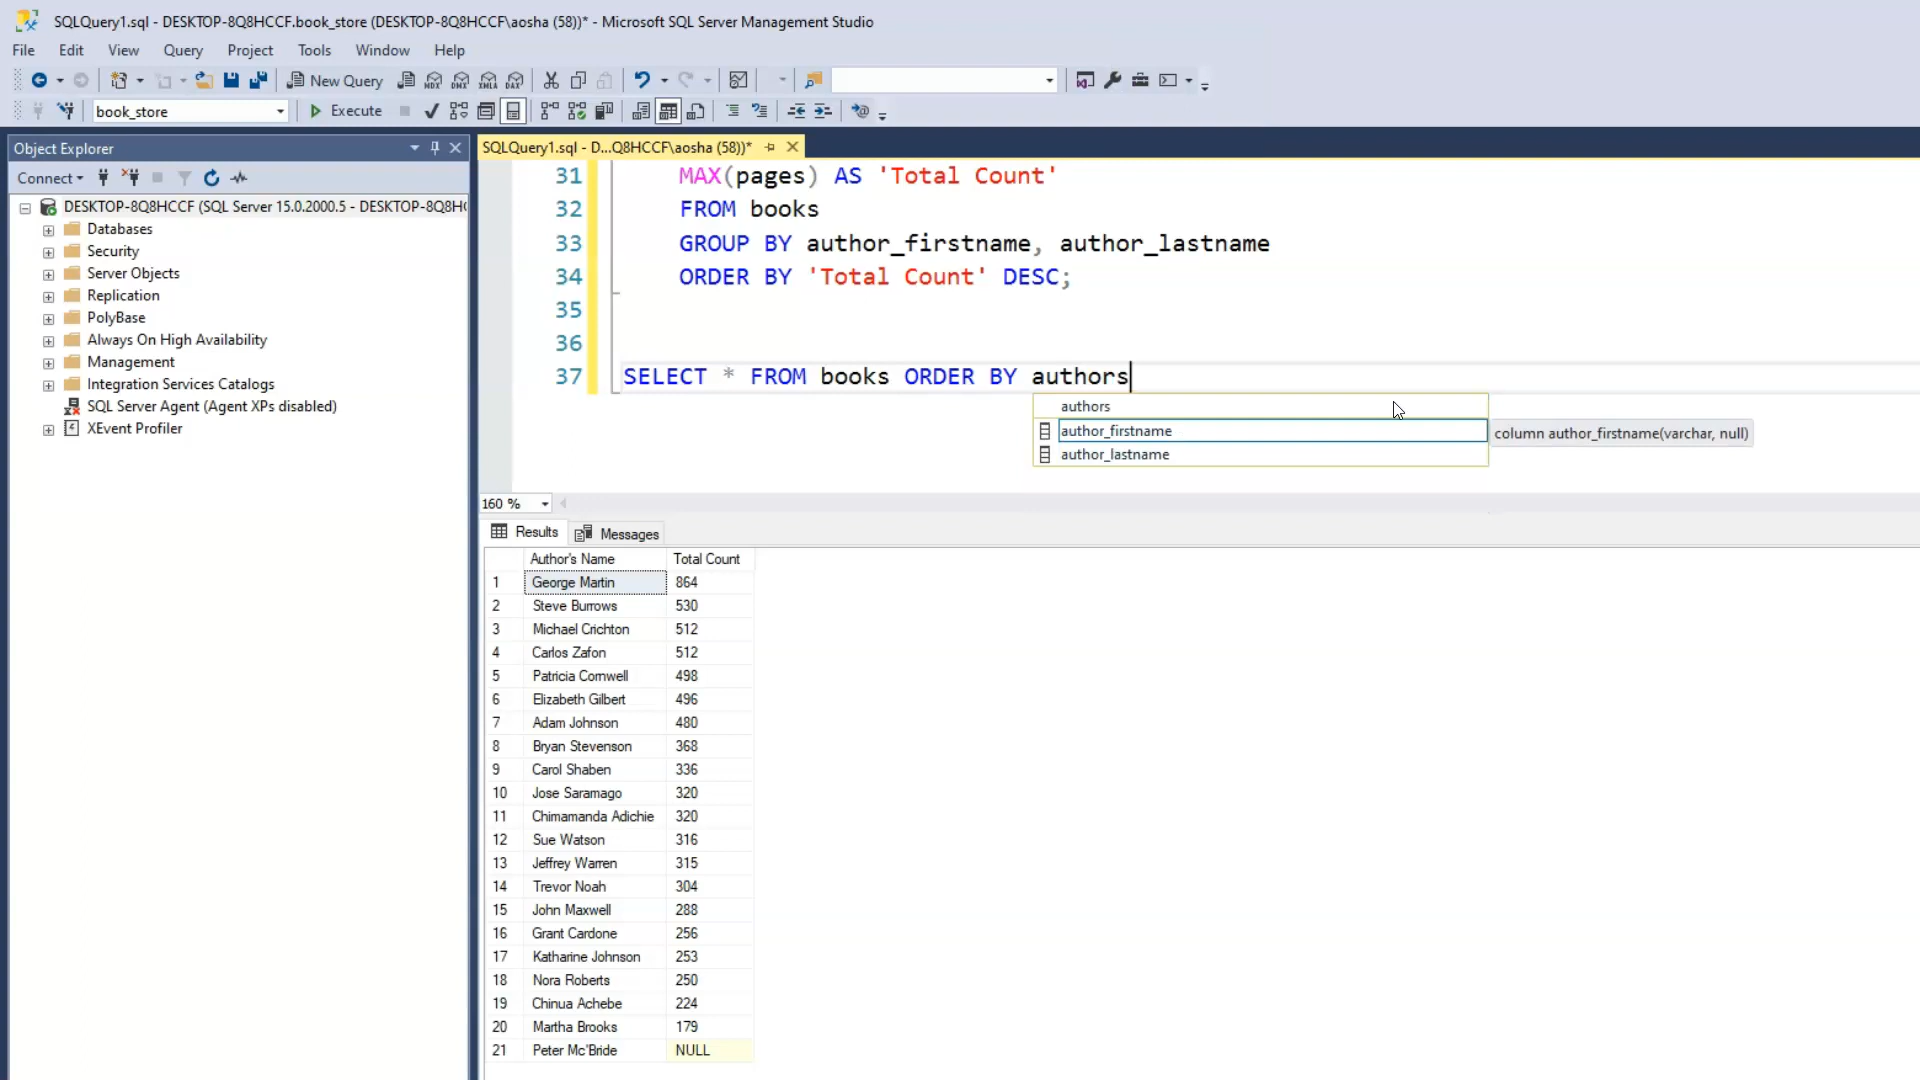 SQLQuery1.sql - DESKTOP-8Q8HCCF.book_store (DESKTOP-8Q8HCCF\aosha (58))* - Microsoft SQL Server Management Studio
File Edit View Query Project Tools Window Help
New Query MDX DMX XMLA DAX
book_store Execute
Object Explorer
Connect
DESKTOP-8Q8HCCF (SQL Server 15.0.2000.5 - DESKTOP-8Q8H
Databases
Security
Server Objects
Replication
PolyBase
Always On High Availability
Management
Integration Services Catalogs
SQL Server Agent (Agent XPs disabled)
XEvent Profiler
SQLQuery1.sql - D...Q8HCCF\aosha (58))*
31 MAX(pages) AS 'Total Count'
32 FROM books
33 GROUP BY author_firstname, author_lastname
34 ORDER BY 'Total Count' DESC;
35
36
37 SELECT * FROM books ORDER BY authors
authors
author_firstname
column author_firstname(varchar, null)
author_lastname
160 %
Results Messages
Author's Name Total Count
1 George Martin 864
2 Steve Burrows 530
3 Michael Crichton 512
4 Carlos Zafon 512
5 Patricia Cornwell 498
6 Elizabeth Gilbert 496
7 Adam Johnson 480
8 Bryan Stevenson 368
9 Carol Shaben 336
10 Jose Saramago 320
11 Chimamanda Adichie 320
12 Sue Watson 316
13 Jeffrey Warren 315
14 Trevor Noah 304
15 John Maxwell 288
16 Grant Cardone 256
17 Katharine Johnson 253
18 Nora Roberts 250
19 Chinua Achebe 224
20 Martha Brooks 179
21 Peter Mc'Bride NULL